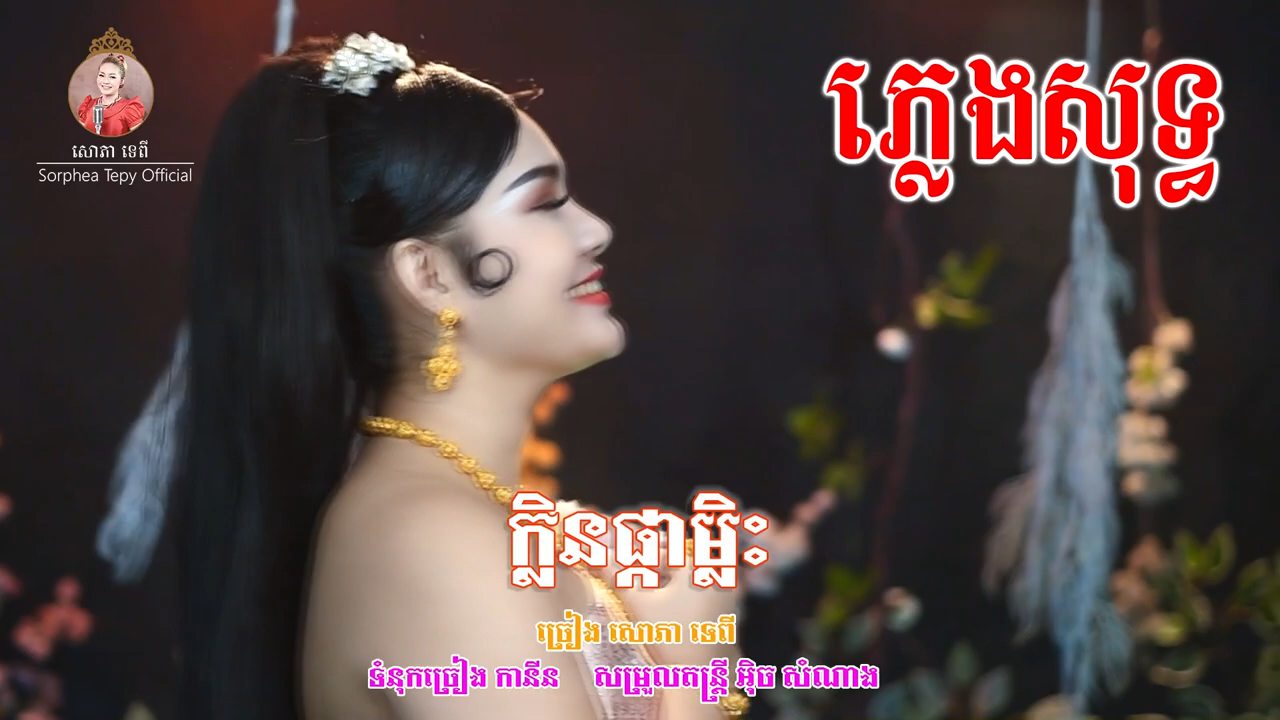 សោភា ទេពី
Sorphea Tepy Official
ភ្លេងសុទ្ធ
ក្លិនផ្កាម្លិះ
ច្រៀង សោភា ទេពី
ទំនុកច្រៀង កានីន សម្រួលតន្ត្រី អ៊ិច សំណាង